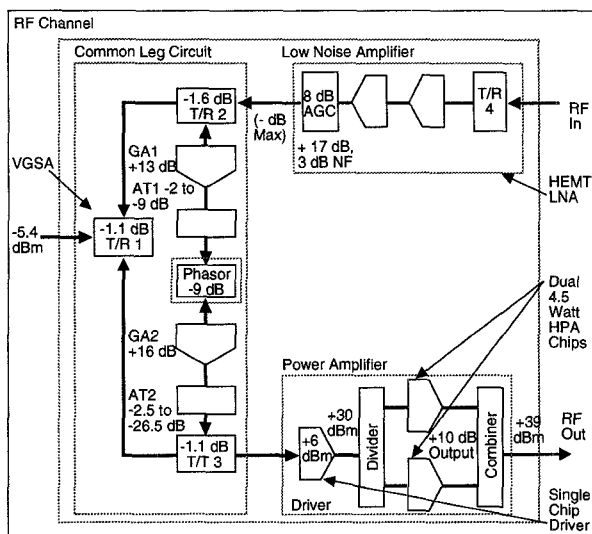 RF Channel
Common Leg Circuit
Low Noise Amplifier
-1.6 dB
T/R 2
8 dB
AGC
T/R
4
RF
In
(- dB
Max)
+ 17 dB,
3 dB NF
HEMT
LNA
GA1
+13 dB
VGSA
AT1 -2 to
-9 dB
-5.4
dBm
-1.1 dB
T/R 1
Phasor
-9 dB
Dual
4.5
Watt
HPA
Chips
GA2
+16 dB
Power Amplifier
AT2
-2.5 to
-26.5 dB
-1.1 dB
T/T 3
+6
dBm
+30
dBm
Divider
+10 dB
Output
Combiner
+39
dBm
RF
Out
Driver
Single
Chip
Driver